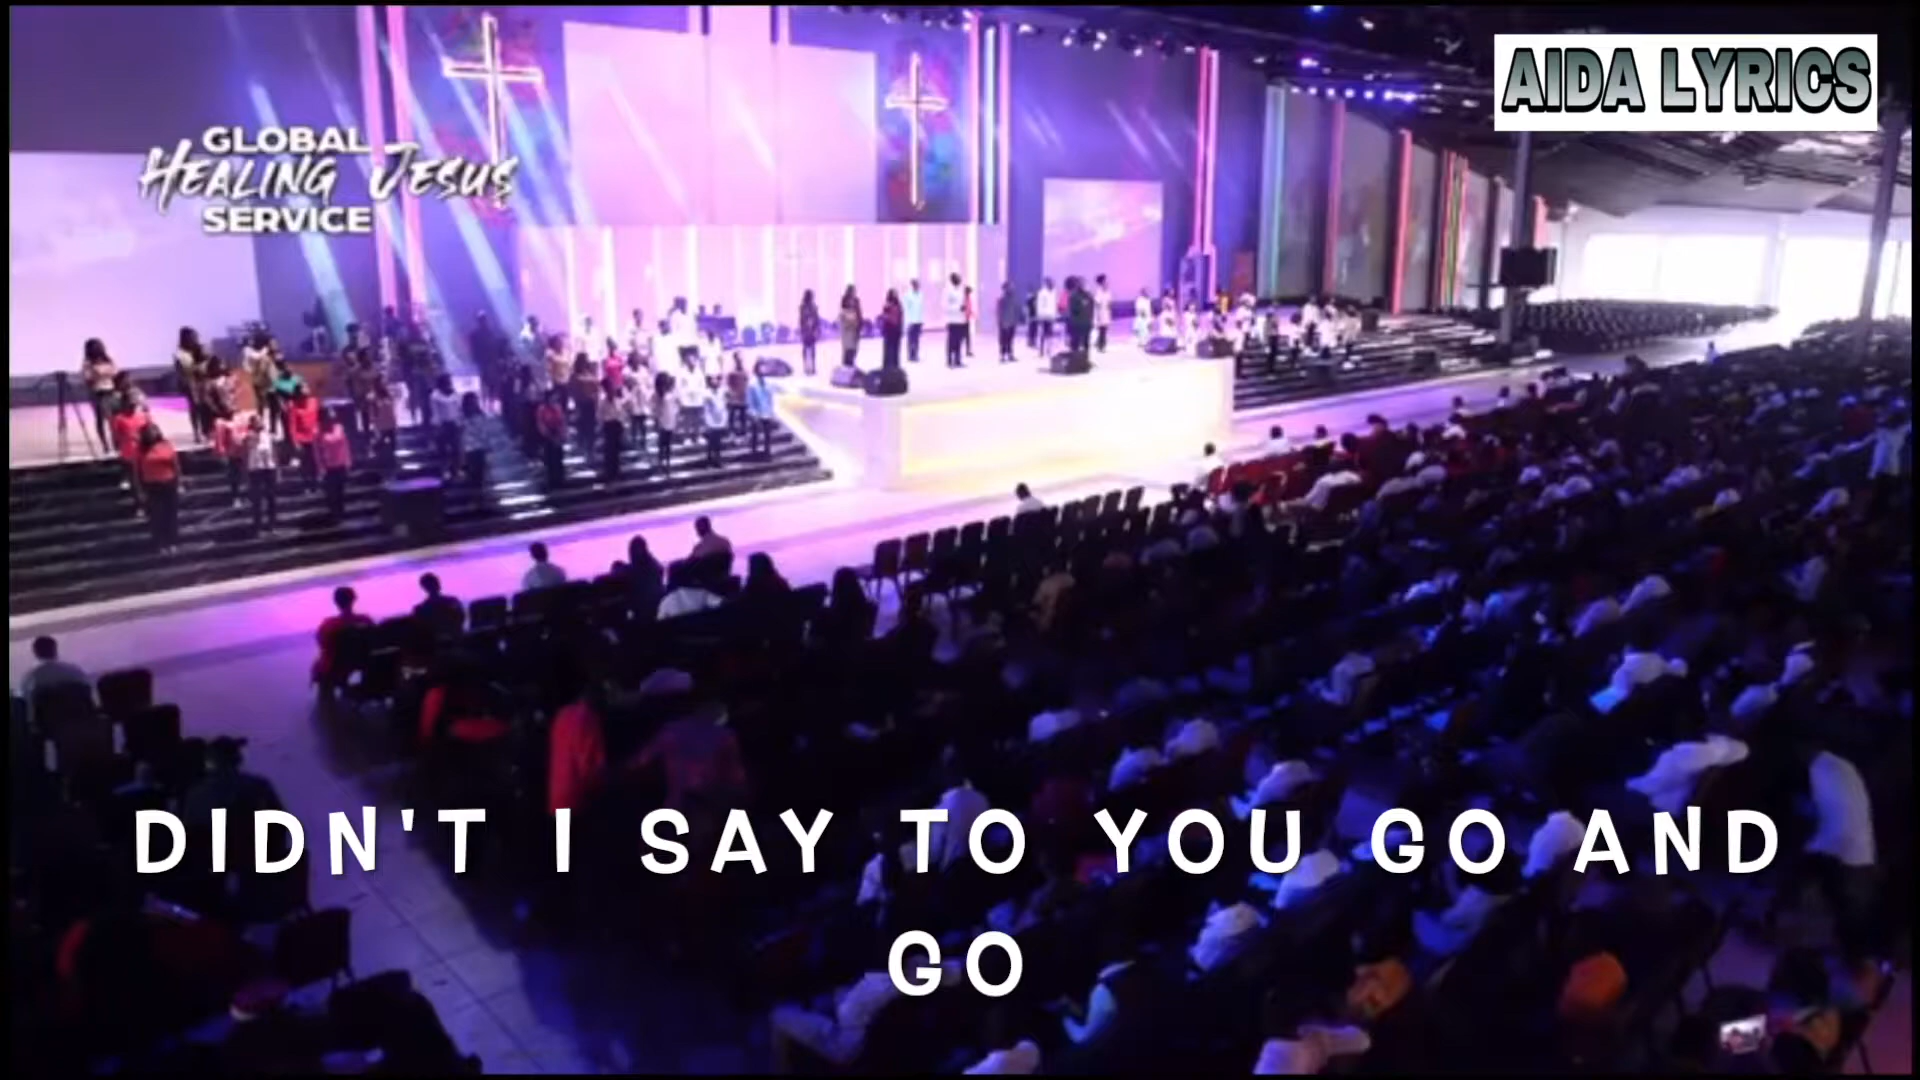 AIDA LYRICS
GLOBAL
HEALING JESUS
SERVICE
DIDN'T I SAY TO YOU GO AND
GO